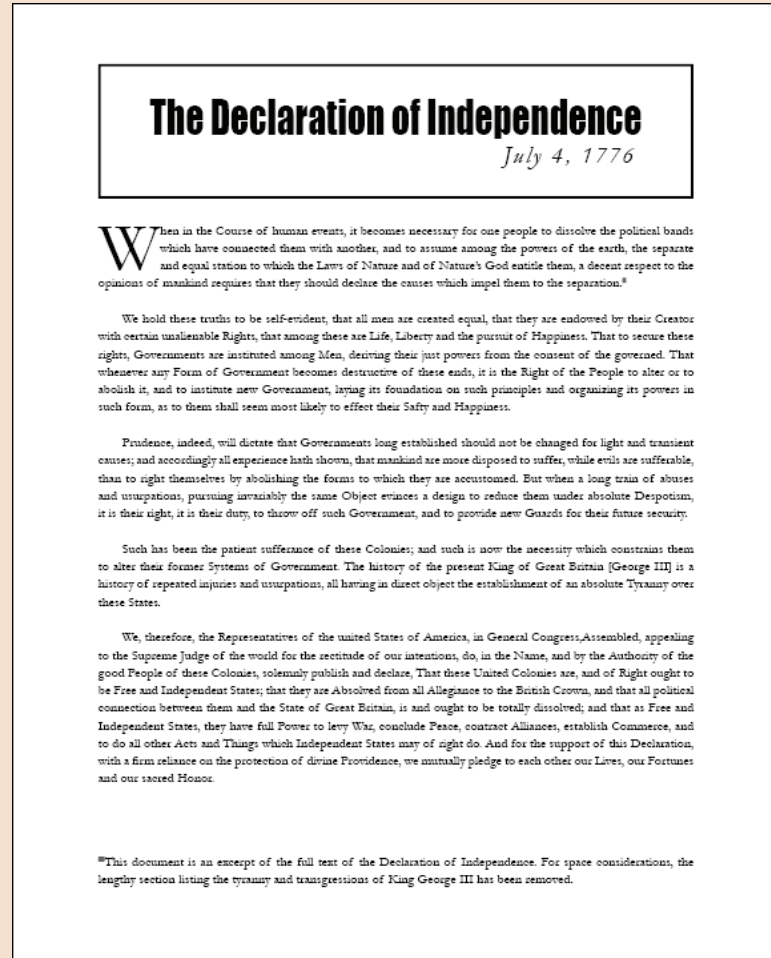 The Declaration of Independence
July 4, 1776
When in the Course of human events, it becomes necessary for one people to dissolve the political bands
which have connected them with another, and to assume among the powers of the earth, the separate
and equal station to which the Laws of Nature and of Nature's God entitle them, a decent respect to the
opinions of mankind requires that they should declare the causes which impel them to the separation.*
We hold these truths to be self-evident, that all men are created equal, that they are endowed by their Creator
with certain unalienable Rights, that among these are Life, Liberty and the pursuit of Happiness. That to secure these
rights, Governments are instituted among Men, deriving their just powers from the consent of the governed. That
whenever any Form of Government becomes destructive of these ends, it is the Right of the People to alter or to
abolish it, and to institute new Government, laying its foundation on such principles and organizing its powers in
such form, as to them shall seem most likely to effect their Safty and Happiness.
Prudence, indeed, will dictate that Governments long established should not be changed for light and transient
causes; and accordingly all experience hath shown, that mankind are more disposed to suffer, while evils are sufferable,
than to right themselves by abolishing the forms to which they are accustomed. But when a long train of abuses
and usurpations, pursuing invariably the same Object evinces a design to reduce them under absolute Despotism,
it is their right, it is their duty, to throw off such Government, and to provide new Guards for their future security.
Such has been the patient sufferance of these Colonies; and such is now the necessity which constrains them
to alter their former Systems of Government. The history of the present King of Great Britain [George III] is a
history of repeated injuries and usurpations, all having in direct object the establishment of an absolute Tyranny over
these States.
We, therefore, the Representatives of the united States of America, in General Congress,Assembled, appealing
to the Supreme Judge of the world for the rectitude of our intentions, do, in the Name, and by the Authority of the
good People of these Colonies, solemnly publish and declare, That these United Colonies are, and of Right ought to
be Free and Independent States; that they are Absolved from all Allegiance to the British Crown, and that all political
connection between them and the State of Great Britain, is and ought to be totally dissolved; and that as Free and
Independent States, they have full Power to levy War, conclude Peace, contract Alliances, establish Commerce, and
to do all other Acts and Things which Independent States may of right do. And for the support of this Declaration,
with a firm reliance on the protection of divine Providence, we mutually pledge to each other our Lives, our Fortunes
and our sacred Honor.
*This document is an excerpt of the full text of the Declaration of Independence. For space considerations, the
lengthy section listing the tyranny and transgressions of King George III has been removed.